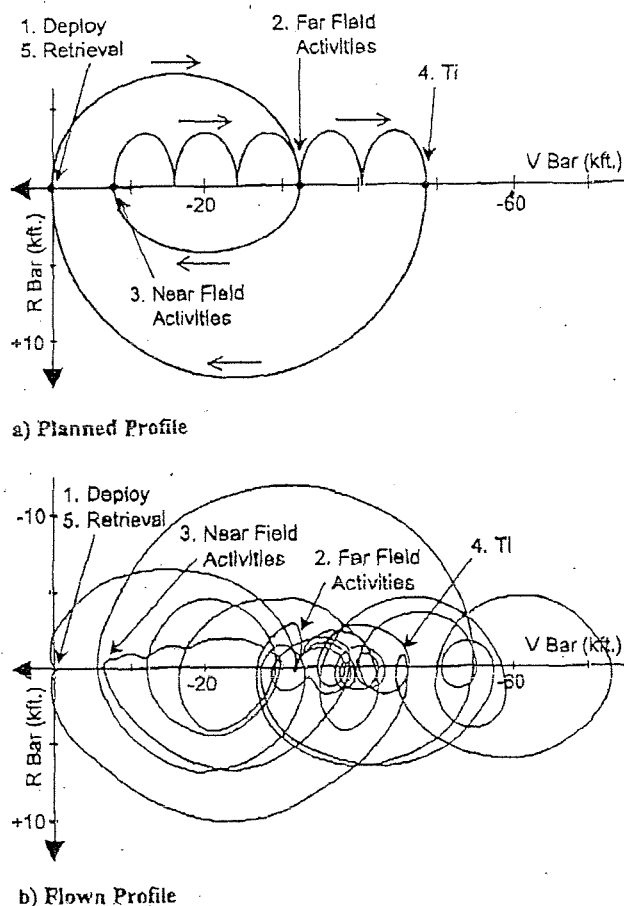 1. Deploy
5. Retrieval
2. Far Field
Activities
4. Ti
V Bar (kft.)
-20
-60
R Bar (kft.)
3. Near Field
Activities
+10
a) Planned Profile
-10
1. Deploy
5. Retrieval
3. Near Field
Activities
2. Far Field
Activities
4. TI
V Bar (kft.)
-20
-60
R Bar (kft.)
+10
b) Flown Profile